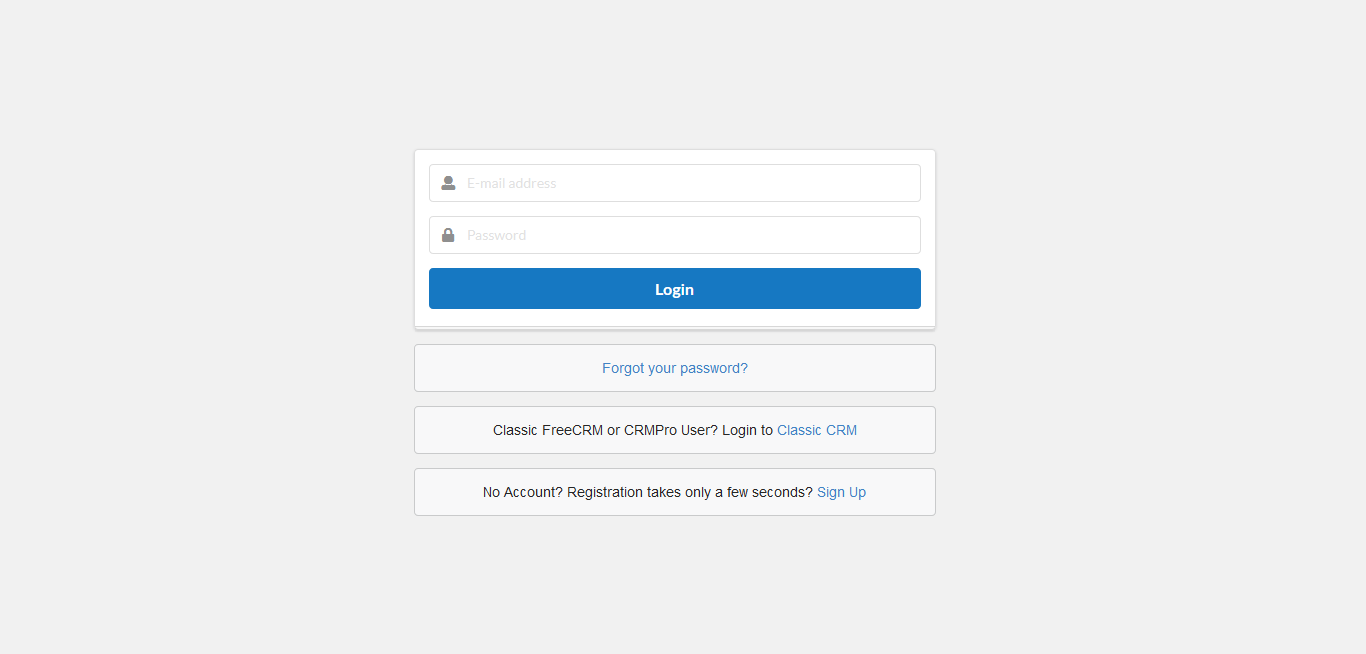 E-mail address
Password
Login
Forgot your password?
Classic FreeCRM or CRMPro User? Login to Classic CRM
No Account? Registration takes only a few seconds? Sign Up